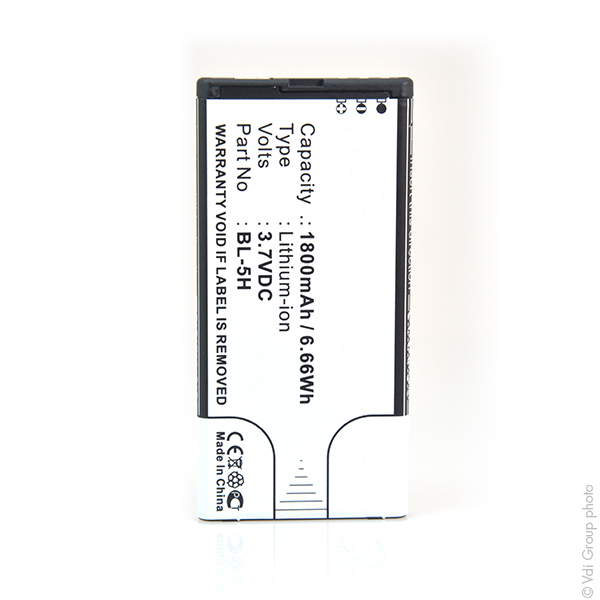 Capacity .: 1800mAh / 6.66Wh
Type : Lithium-ion
Volts : 3.7VDC
Part No : BL-5H
WARRANTY VOID IF LABEL IS REMOVED
CE
Made In China
© Vdi Group photo